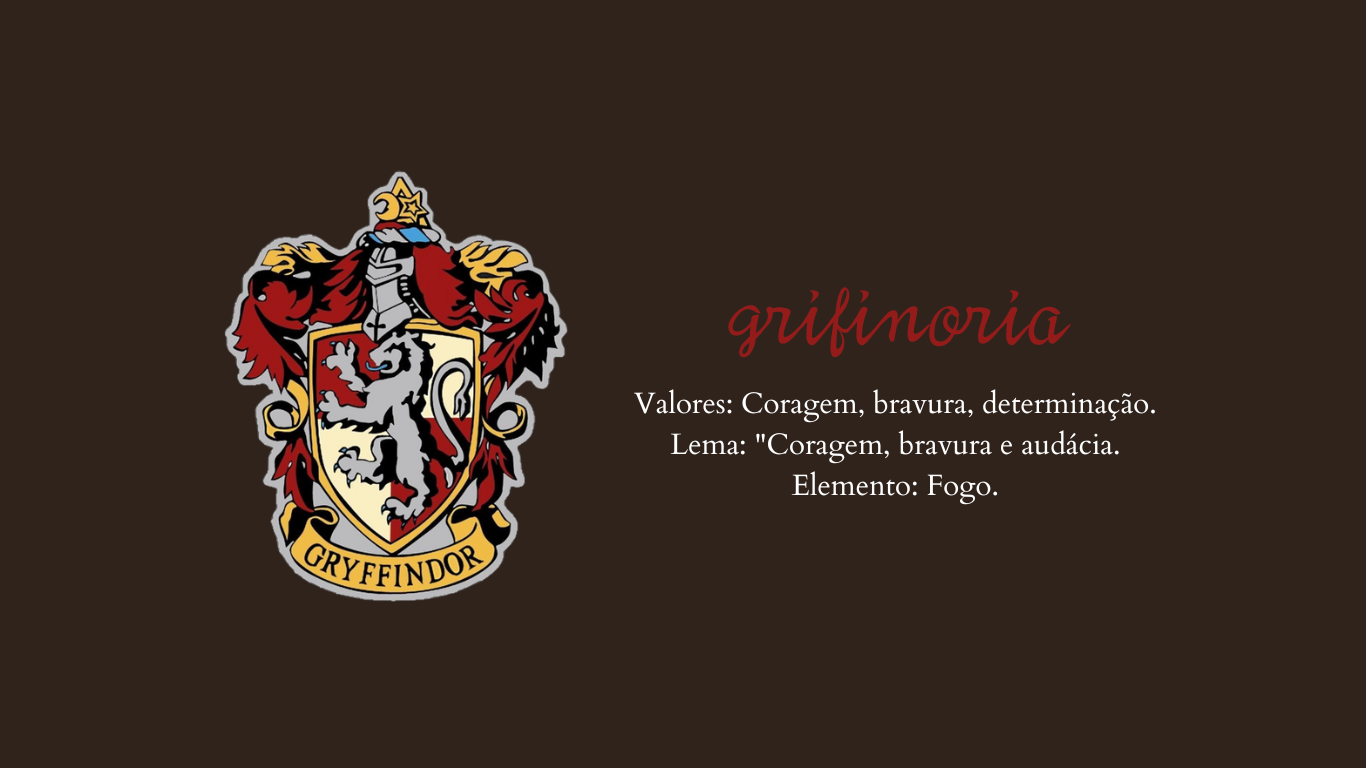 GRYFFINDOR
grifinoria
Valores: Coragem, bravura, determinação.
Lema: "Coragem, bravura e audácia.
Elemento: Fogo.